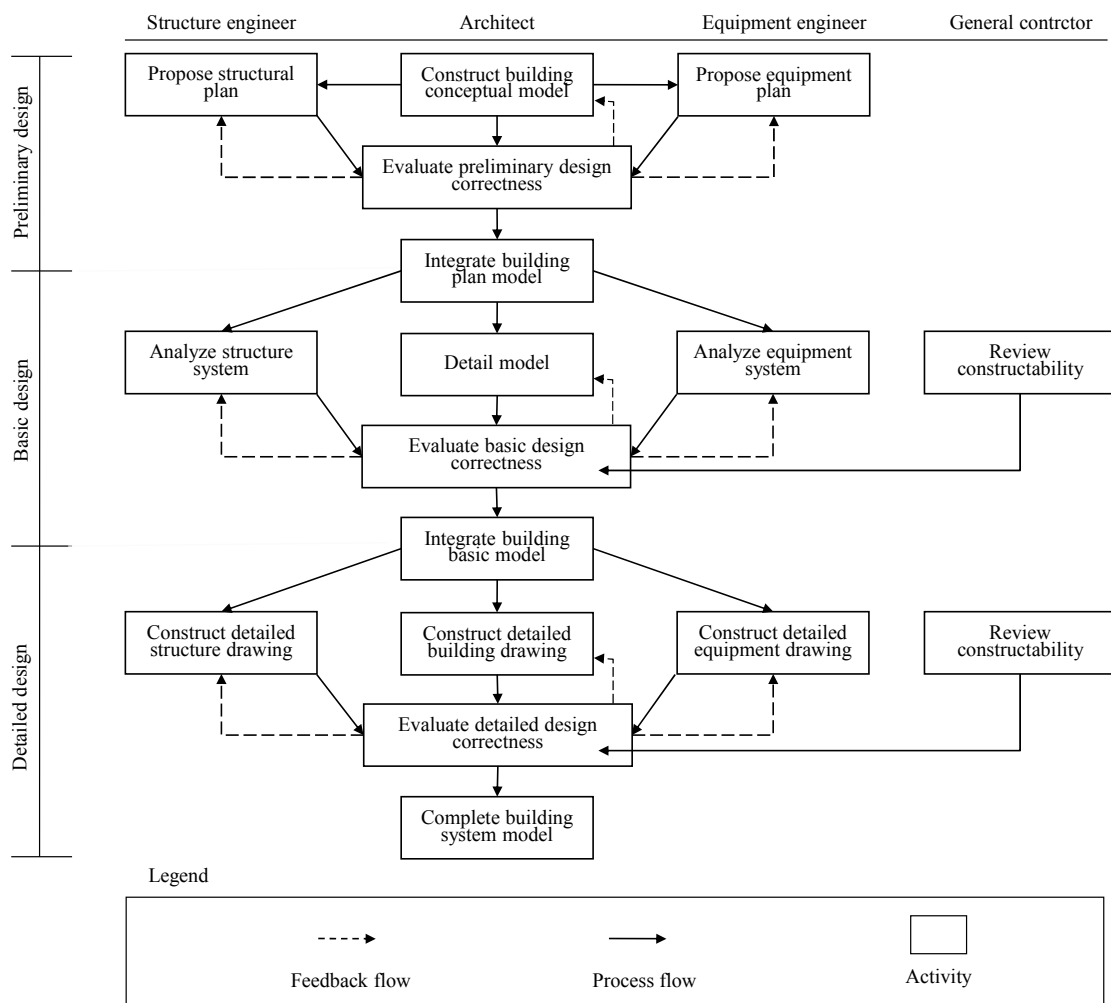 Structure engineer
Architect
Equipment engineer
General contrctor
Preliminary design
Propose structural
plan
Construct building
conceptual model
Propose equipment
plan
Evaluate preliminary design
correctness
Integrate building
plan model
Basic design
Analyze structure
system
Detail model
Analyze equipment
system
Review
constructability
Evaluate basic design
correctness
Integrate building
basic model
Detailed design
Construct detailed
structure drawing
Construct detailed
building drawing
Construct detailed
equipment drawing
Review
constructability
Evaluate detailed design
correctness
Complete building
system model
Legend
Feedback flow
Process flow
Activity